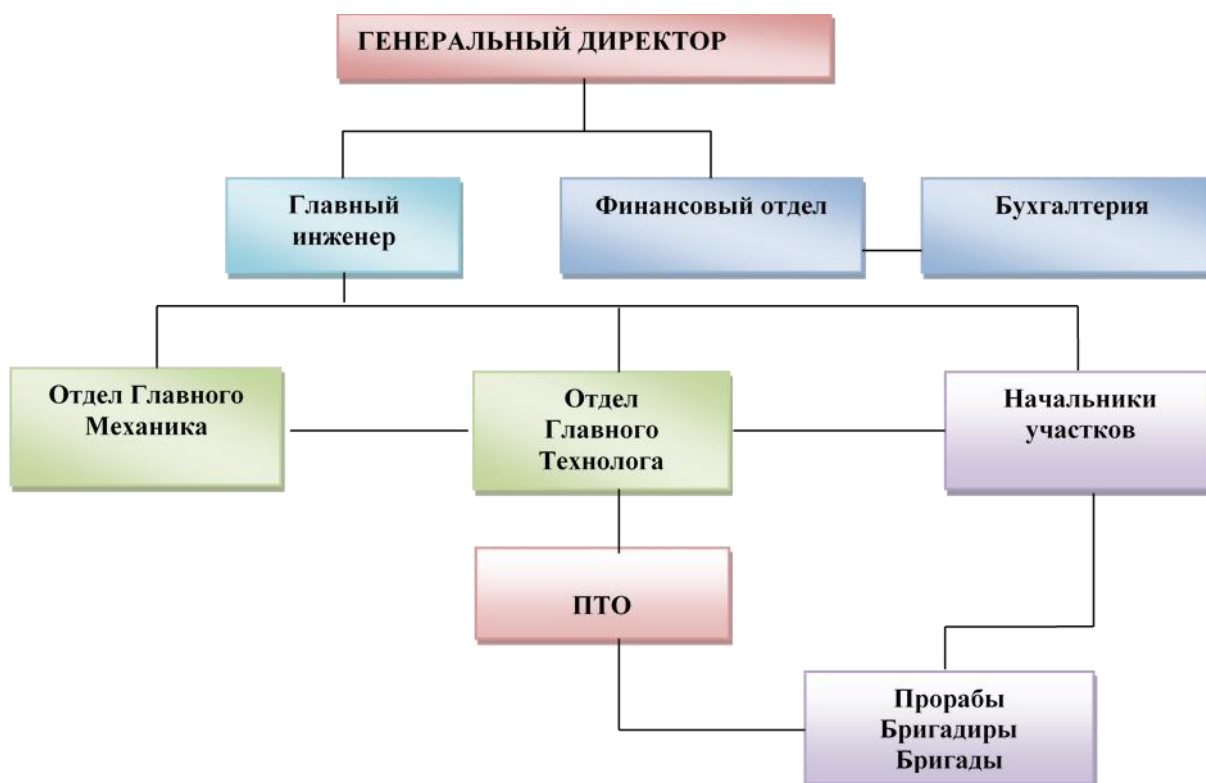 ГЕНЕРАЛЬНЫЙ ДИРЕКТОР
Главный
инженер
Финансовый отдел
Бухгалтерия
Отдел Главного
Механика
Отдел
Главного
Технолога
Начальники
участков
ПТО
Прорабы
Бригадиры
Бригады